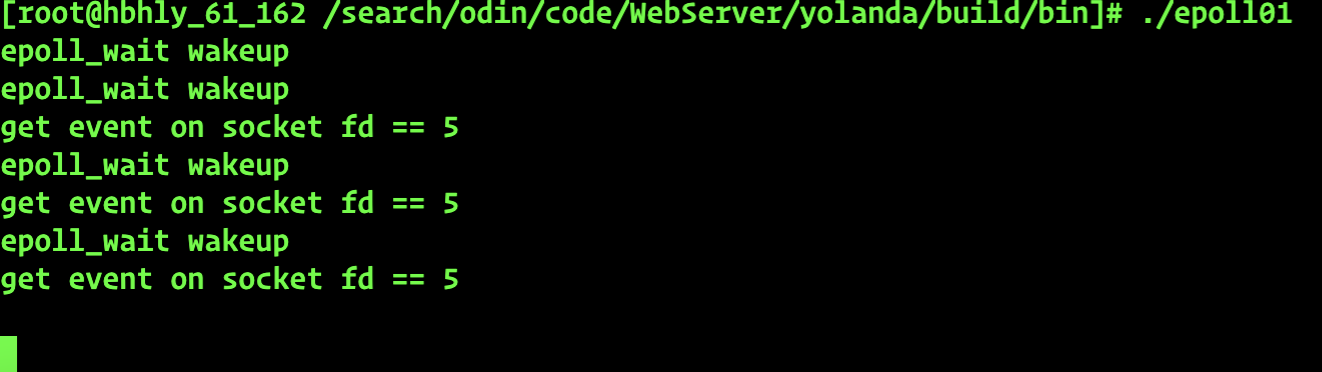 [root@hbhly_61_162 /search/odin/code/WebServer/yolanda/build/bin]# ./epoll01
epoll_wait wakeup
epoll_wait wakeup
get event on socket fd == 5
epoll_wait wakeup
get event on socket fd == 5
epoll_wait wakeup
get event on socket fd == 5